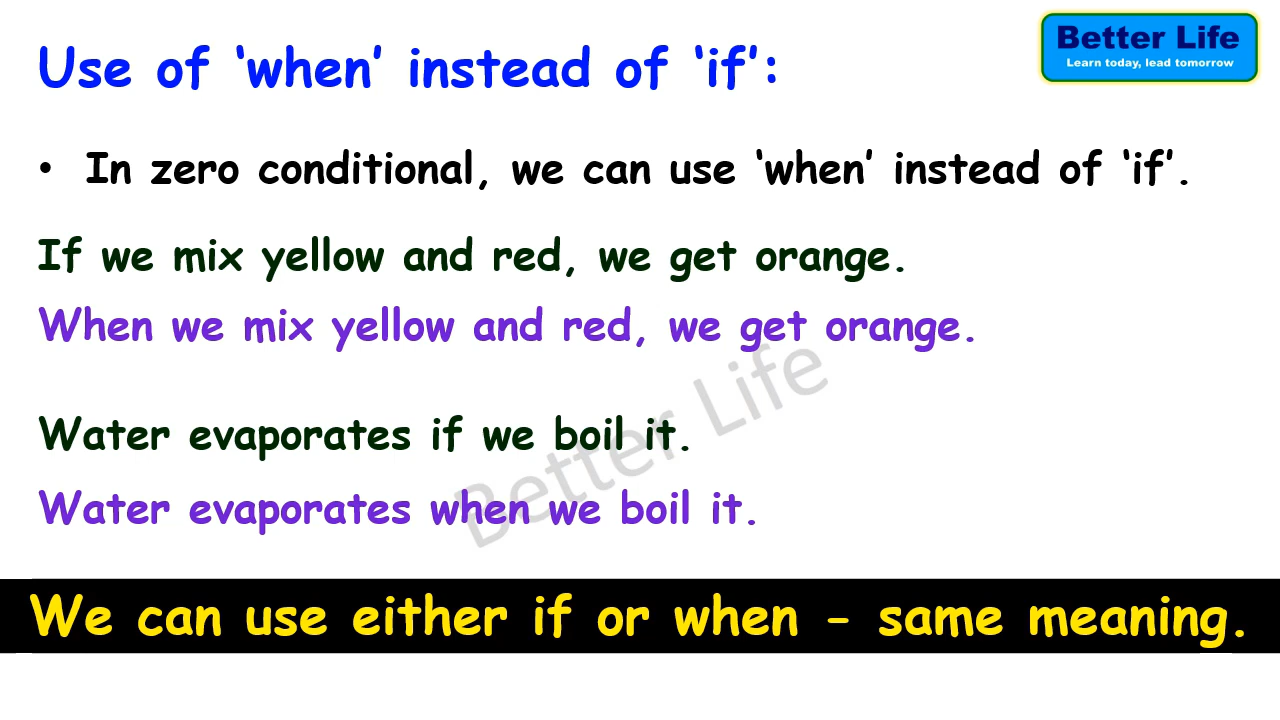 Better Life
Learn today, lead tomorrow
Use of ‘when’ instead of ‘if’:
• In zero conditional, we can use ‘when’ instead of ‘if’.
If we mix yellow and red, we get orange.
When we mix yellow and red, we get orange.
Water evaporates if we boil it.
Water evaporates when we boil it.
Better Life
We can use either if or when - same meaning.